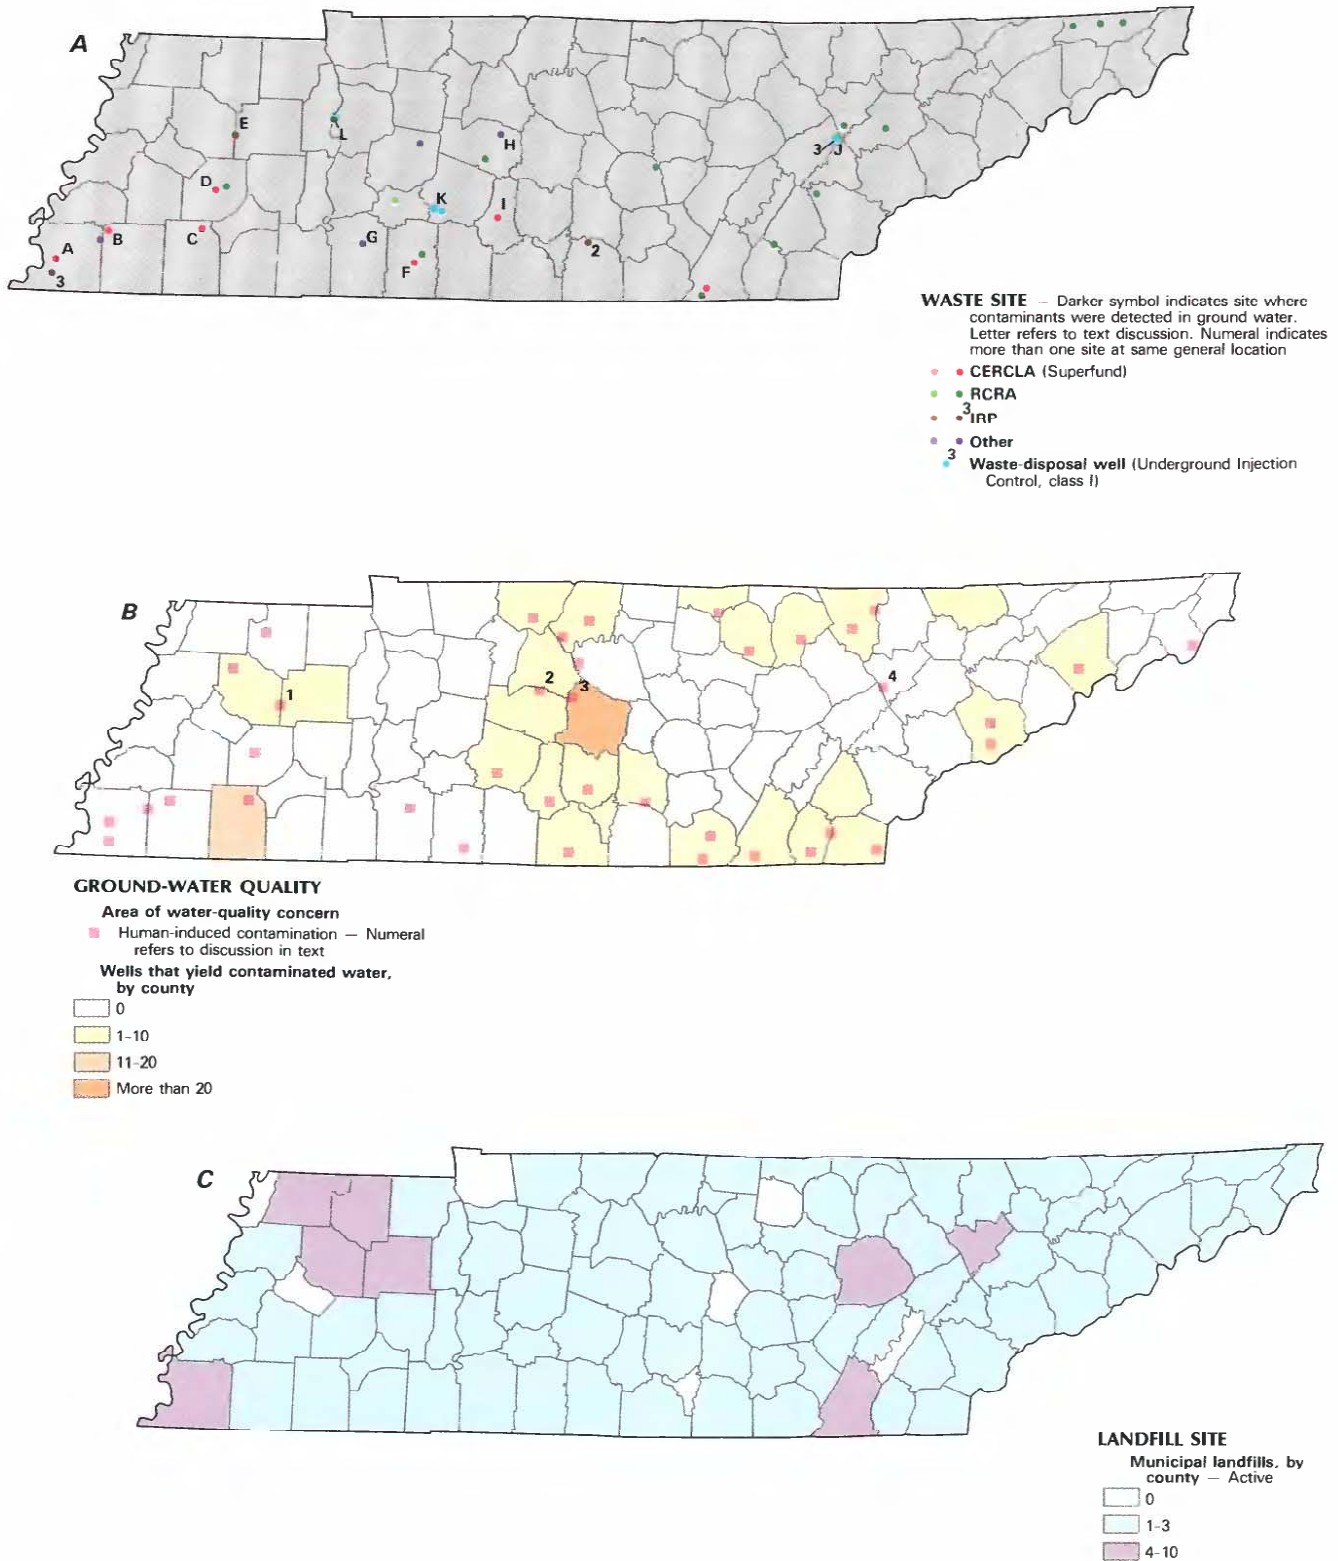 A
E
L
H
3 J
D
K
I
A
B
C
G
F
2
3
WASTE SITE — Darker symbol indicates site where
contaminants were detected in ground water.
Letter refers to text discussion. Numeral indicates
more than one site at same general location
CERCLA (Superfund)
RCRA
3
IRP
Other
3
Waste-disposal well (Underground Injection
Control, class I)
B
1
2
3
4
GROUND-WATER QUALITY
Area of water-quality concern
Human-induced contamination — Numeral
refers to discussion in text
Wells that yield contaminated water,
by county
0
1-10
11-20
More than 20
C
LANDFILL SITE
Municipal landfills, by
county — Active
0
1-3
4-10